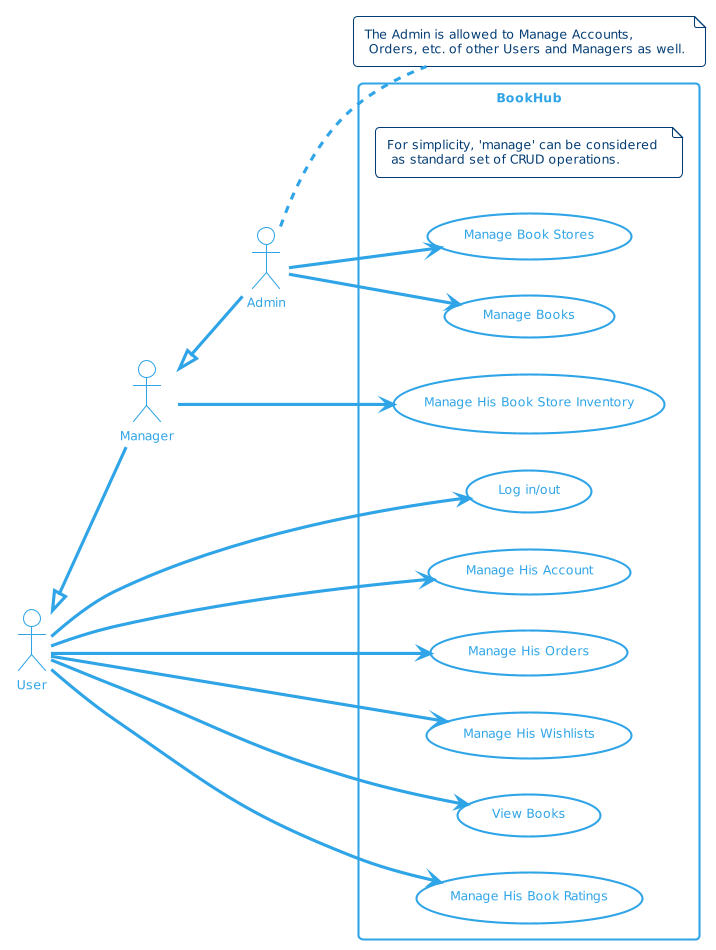 The Admin is allowed to Manage Accounts,
Orders, etc. of other Users and Managers as well.
BookHub
For simplicity, 'manage' can be considered
as standard set of CRUD operations.
Manage Book Stores
Admin
Manage Books
Manage His Book Store Inventory
Manager
Log in/out
Manage His Account
Manage His Orders
User
Manage His Wishlists
View Books
Manage His Book Ratings